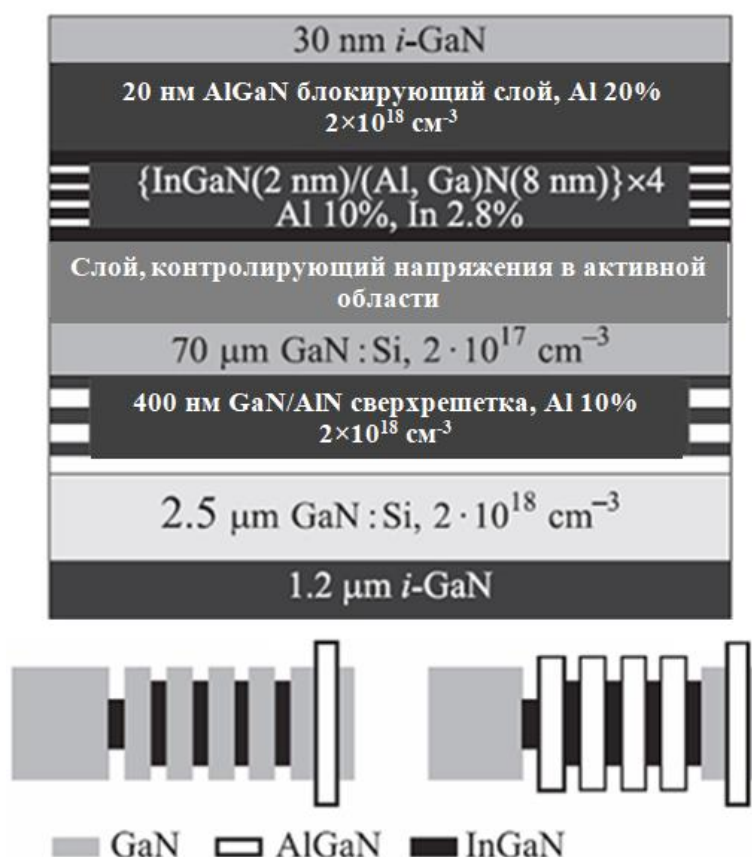 30 nm i-GaN
20 нм AlGaN блокирующий слой, Al 20%
2×10¹⁸ см⁻³
{InGaN(2 nm)/(Al, Ga)N(8 nm)}×4
Al 10%, In 2.8%
Слой, контролирующий напряжения в активной
области
70 μm GaN : Si, 2 · 10¹⁷ cm⁻³
400 нм GaN/AlN сверхрешетка, Al 10%
2×10¹⁸ см⁻³
2.5 μm GaN : Si, 2 · 10¹⁸ cm⁻³
1.2 μm i-GaN
GaN AlGaN InGaN